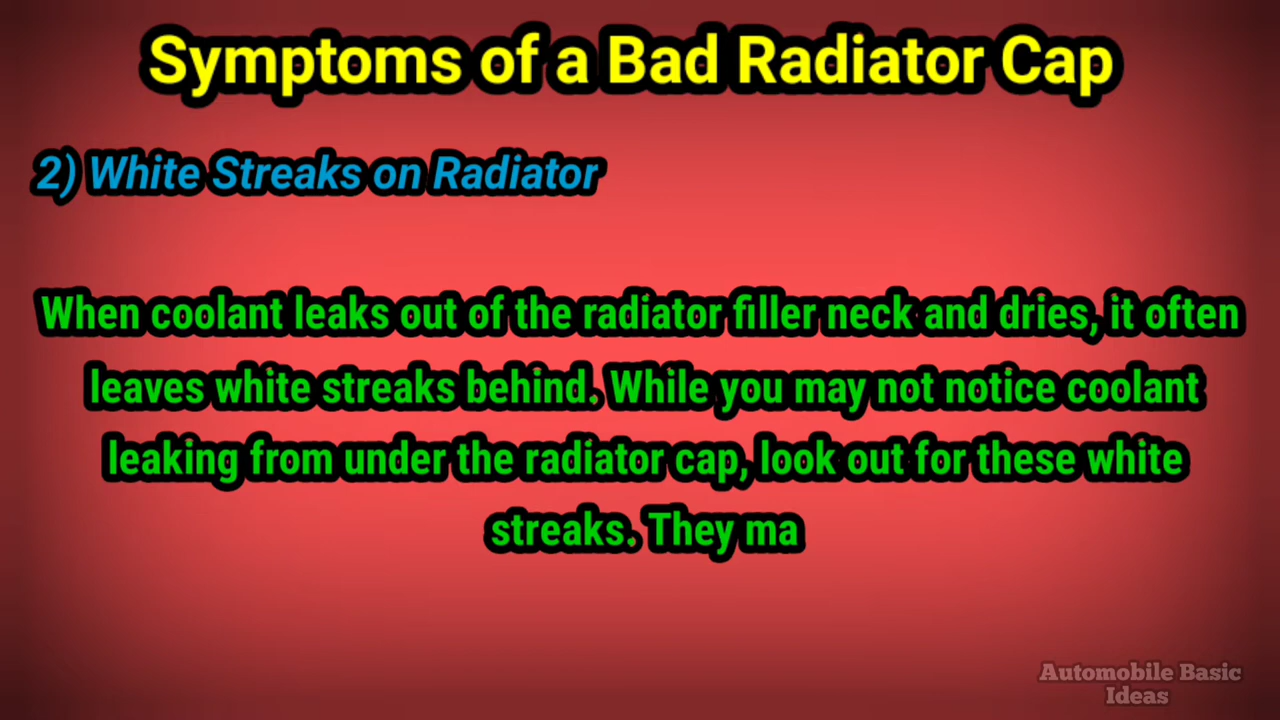 Symptoms of a Bad Radiator Cap
2) White Streaks on Radiator
When coolant leaks out of the radiator filler neck and dries, it often
leaves white streaks behind. While you may not notice coolant
leaking from under the radiator cap, look out for these white
streaks. They ma
Automobile Basic
Ideas